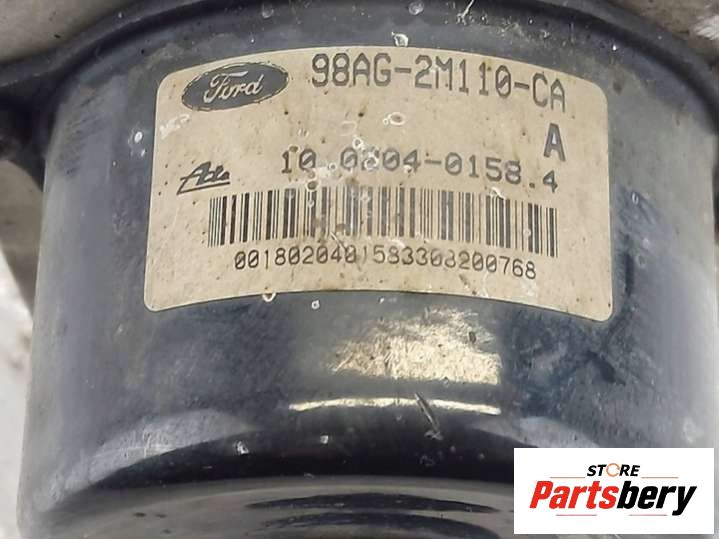 Ford 98AG-2M110-CA
A
Ate 10.0204-0158.4
0018020401583308200768
STORE
Partsbery